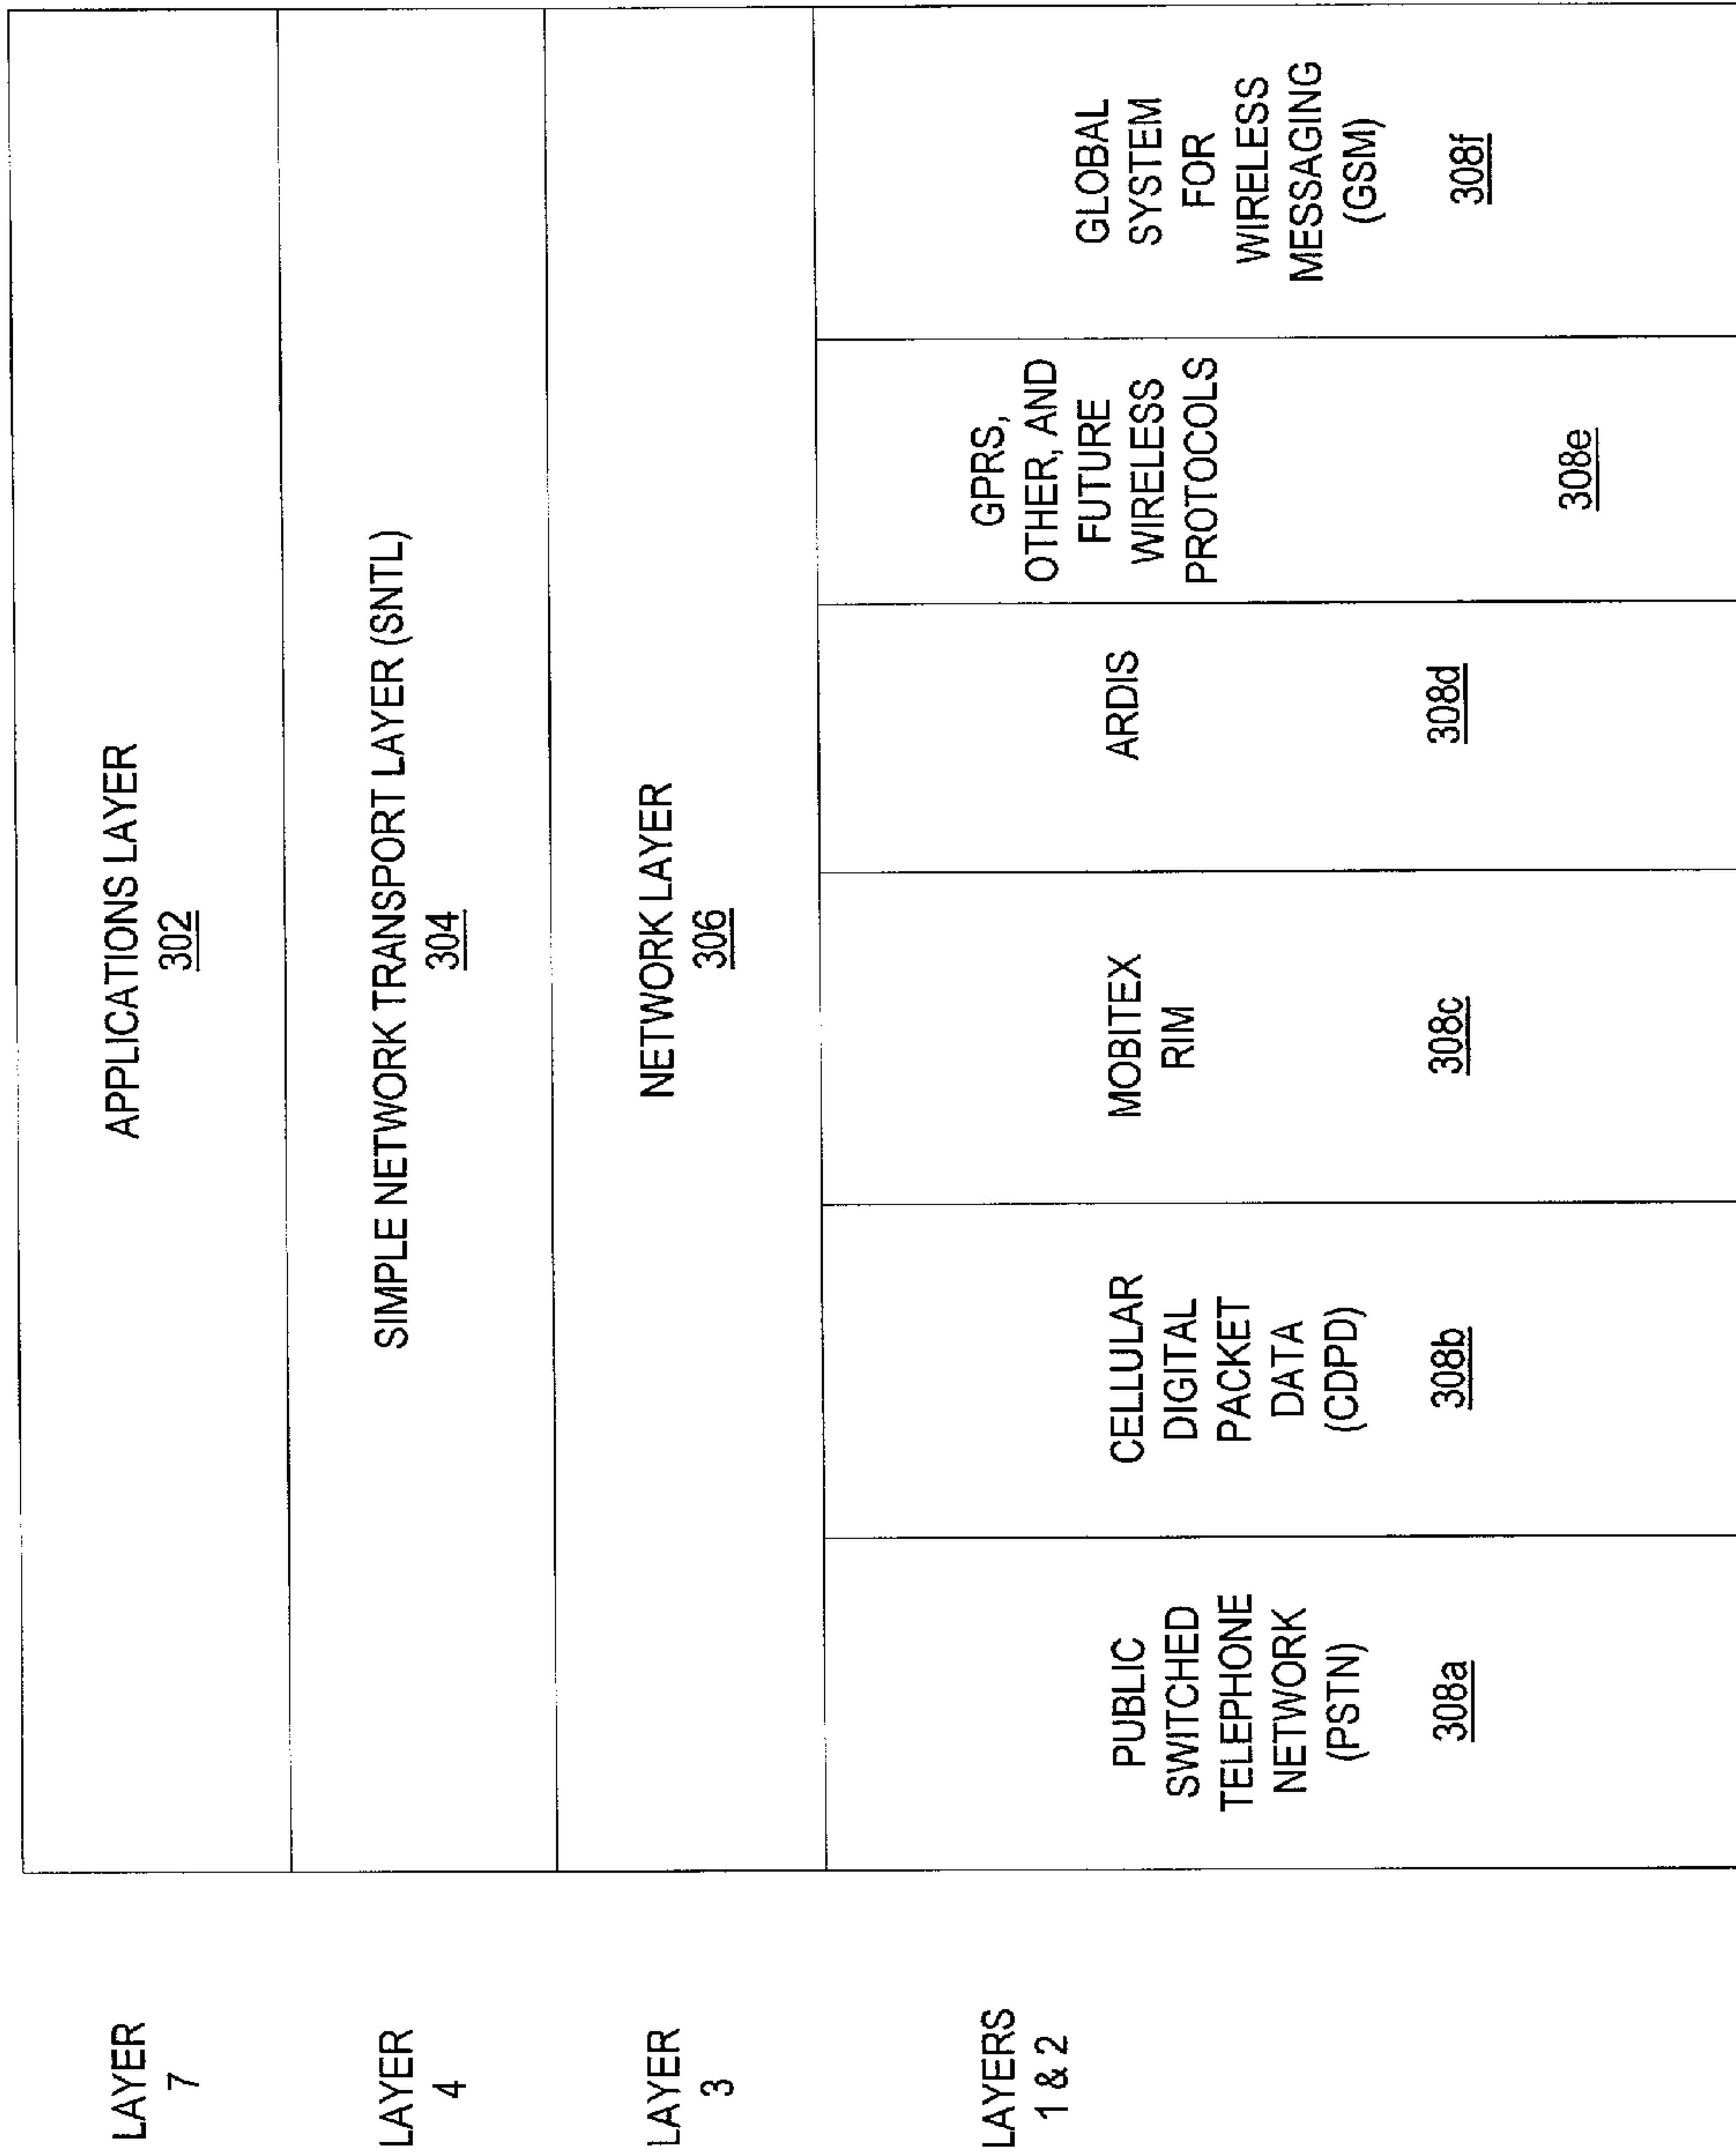 LAYER
7
APPLICATIONS LAYER
302
LAYER
4
SIMPLE NETWORK TRANSPORT LAYER (SNTL)
304
LAYER
3
NETWORK LAYER
306
LAYERS
1 & 2
PUBLIC
SWITCHED
TELEPHONE
NETWORK
(PSTN)
308a
CELLULAR
DIGITAL
PACKET
DATA
(CDPD)
308b
MOBITEX
RIM
308c
ARDIS
308d
GPRS,
OTHER, AND
FUTURE
WIRELESS
PROTOCOLS
308e
GLOBAL
SYSTEM
FOR
WIRELESS
MESSAGING
(GSM)
308f